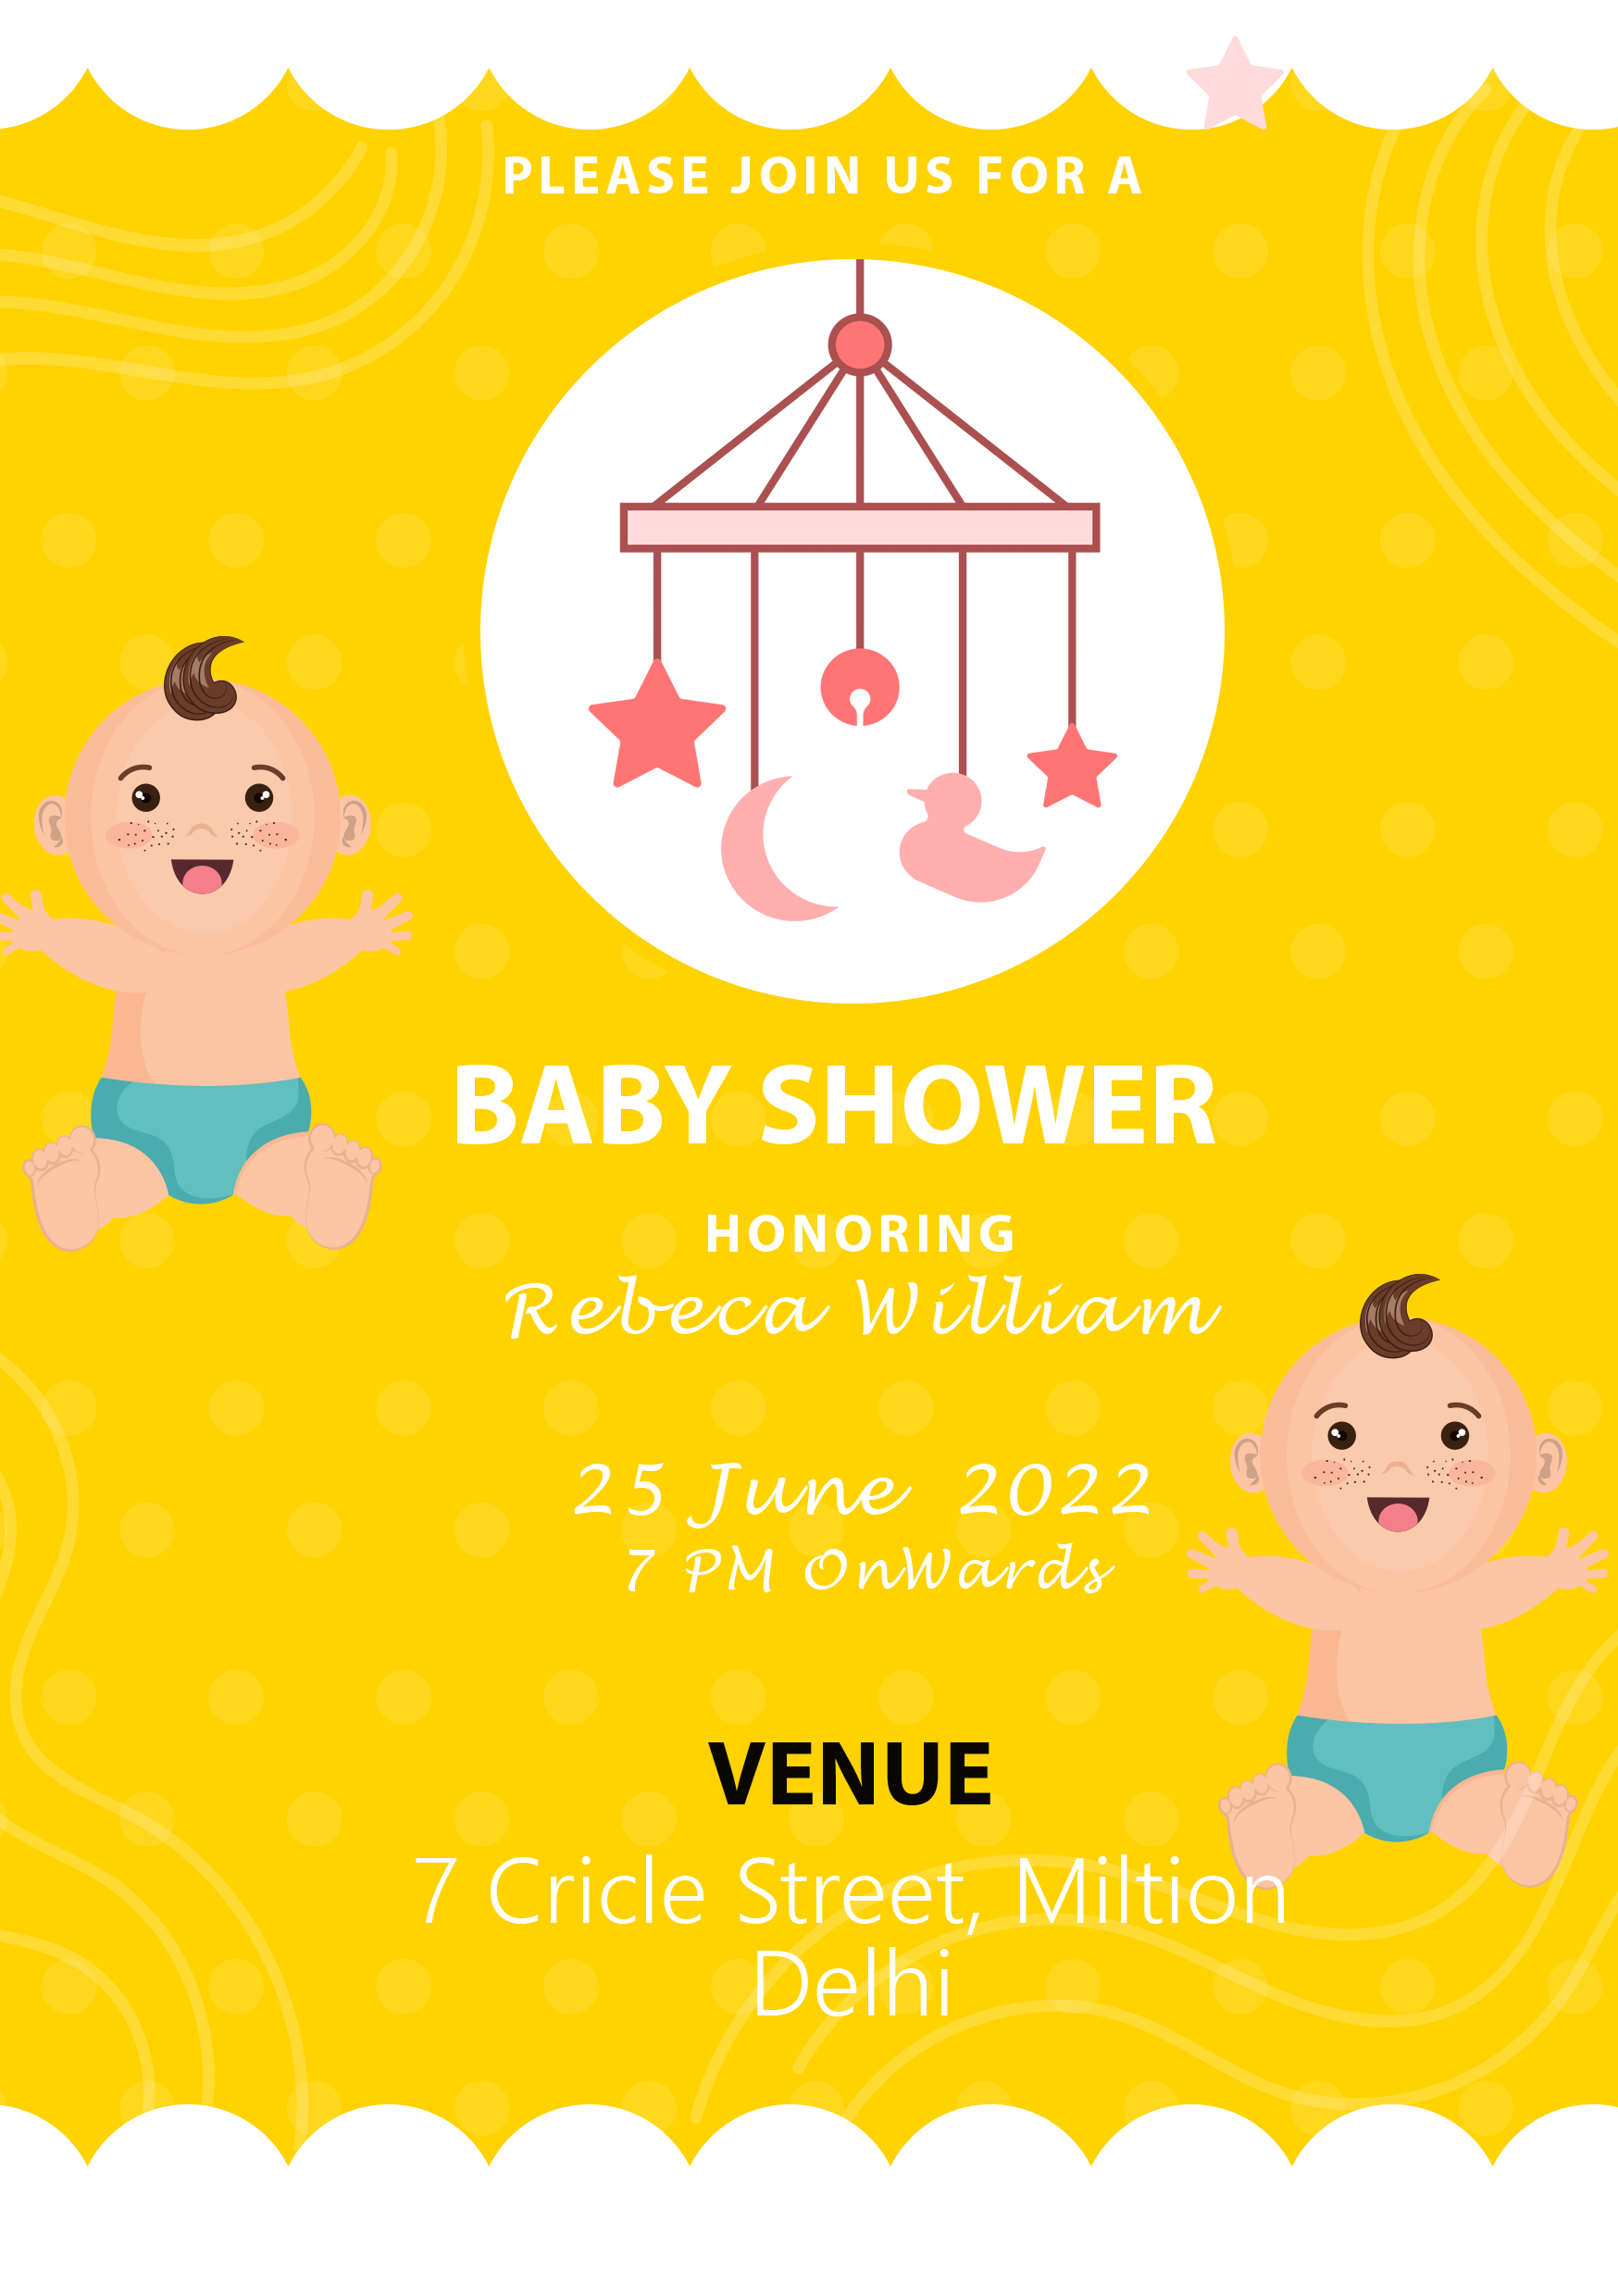 PLEASE JOIN US FOR A
BABY SHOWER
HONORING
Rebeca William
25 June 2022
7 PM OnWards
VENUE
7 Cricle Street, Miltion
Delhi